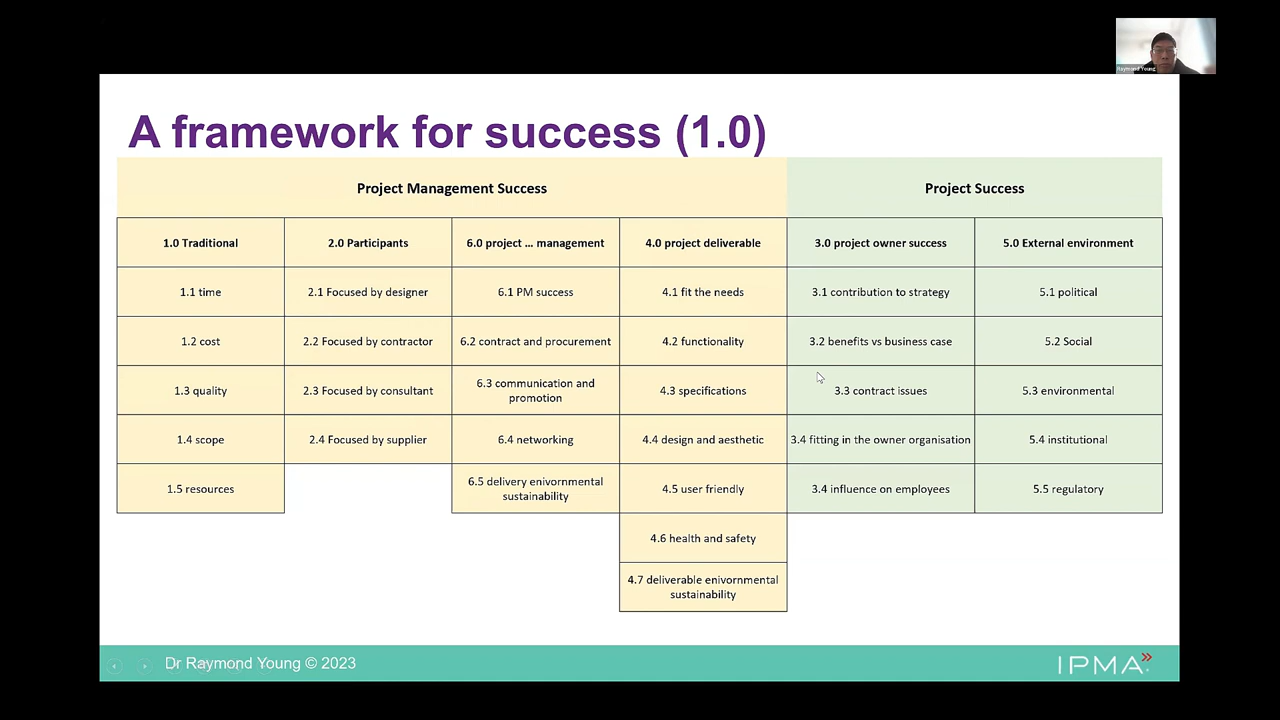 Raymond Young
A framework for success (1.0)
Project Management Success
Project Success
1.0 Traditional
2.0 Participants
6.0 project ... management
4.0 project deliverable
3.0 project owner success
5.0 External environment
1.1 time
2.1 Focused by designer
6.1 PM success
4.1 fit the needs
3.1 contribution to strategy
5.1 political
1.2 cost
2.2 Focused by contractor
6.2 contract and procurement
4.2 functionality
3.2 benefits vs business case
5.2 Social
1.3 quality
2.3 Focused by consultant
6.3 communication and
promotion
4.3 specifications
3.3 contract issues
5.3 environmental
1.4 scope
2.4 Focused by supplier
6.4 networking
4.4 design and aesthetic
3.4 fitting in the owner organisation
5.4 institutional
1.5 resources
6.5 delivery enivornmental
sustainability
4.5 user friendly
3.4 influence on employees
5.5 regulatory
4.6 health and safety
4.7 deliverable enivornmental
sustainability
Dr Raymond Young © 2023
IPMA